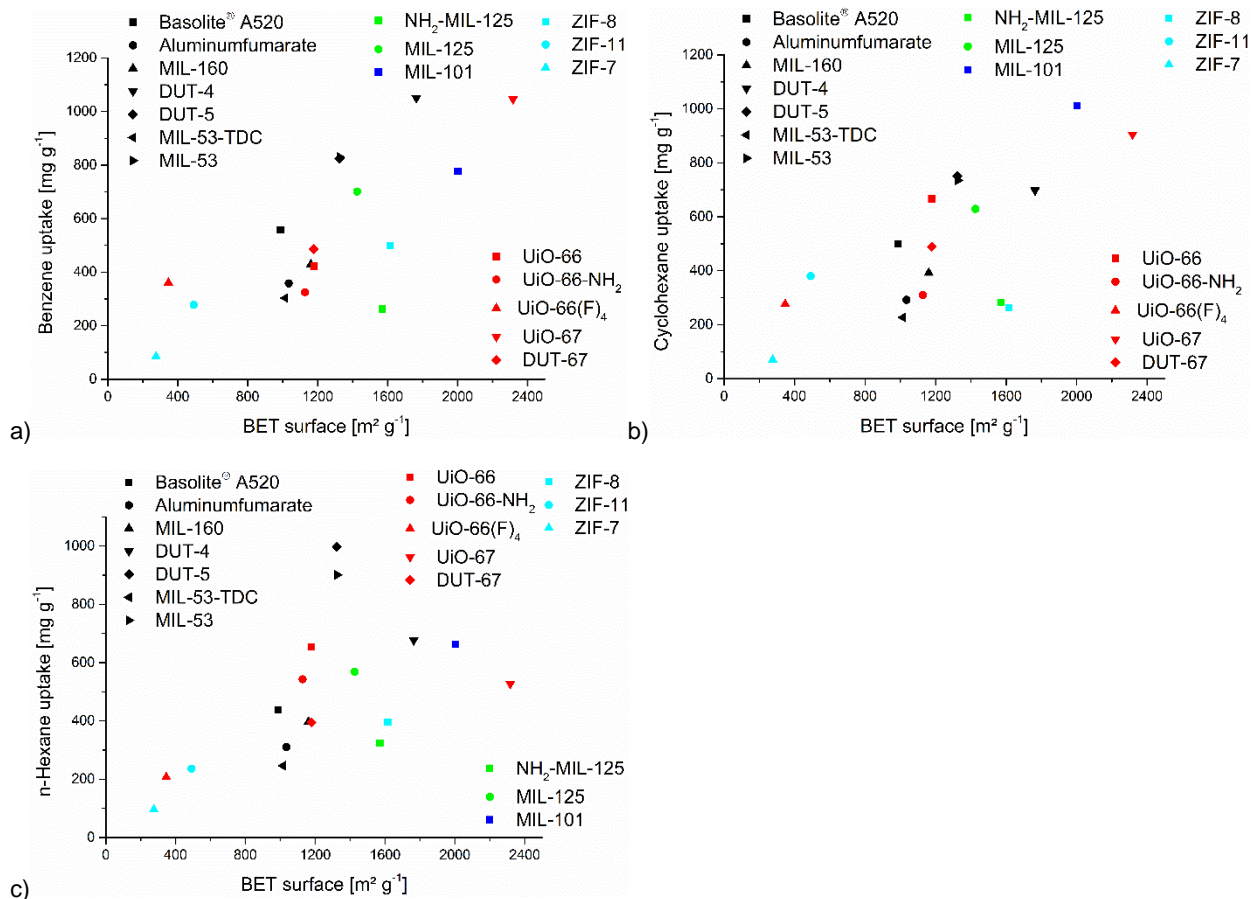 a)
Basolite® A520
Aluminumfumarate
MIL-160
DUT-4
DUT-5
MIL-53-TDC
MIL-53
NH₂-MIL-125
MIL-125
MIL-101
ZIF-8
ZIF-11
ZIF-7
UiO-66
UiO-66-NH₂
UiO-66(F)₄
UiO-67
DUT-67
Benzene uptake [mg g⁻¹]
1200
1000
800
600
400
200
0
400 800 1200 1600 2000 2400
BET surface [m² g⁻¹]
b)
Basolite® A520
Aluminumfumarate
MIL-160
DUT-4
DUT-5
MIL-53-TDC
MIL-53
NH₂-MIL-125
MIL-125
MIL-101
ZIF-8
ZIF-11
ZIF-7
UiO-66
UiO-66-NH₂
UiO-66(F)₄
UiO-67
DUT-67
Cyclohexane uptake [mg g⁻¹]
1200
1000
800
600
400
200
0
0 400 800 1200 1600 2000 2400
BET surface [m² g⁻¹]
c)
Basolite® A520
Aluminumfumarate
MIL-160
DUT-4
DUT-5
MIL-53-TDC
MIL-53
UiO-66
UiO-66-NH₂
UiO-66(F)₄
UiO-67
DUT-67
ZIF-8
ZIF-11
ZIF-7
NH₂-MIL-125
MIL-125
MIL-101
n-Hexane uptake [mg g⁻¹]
1000
800
600
400
200
0
0 400 800 1200 1600 2000 2400
BET surface [m² g⁻¹]